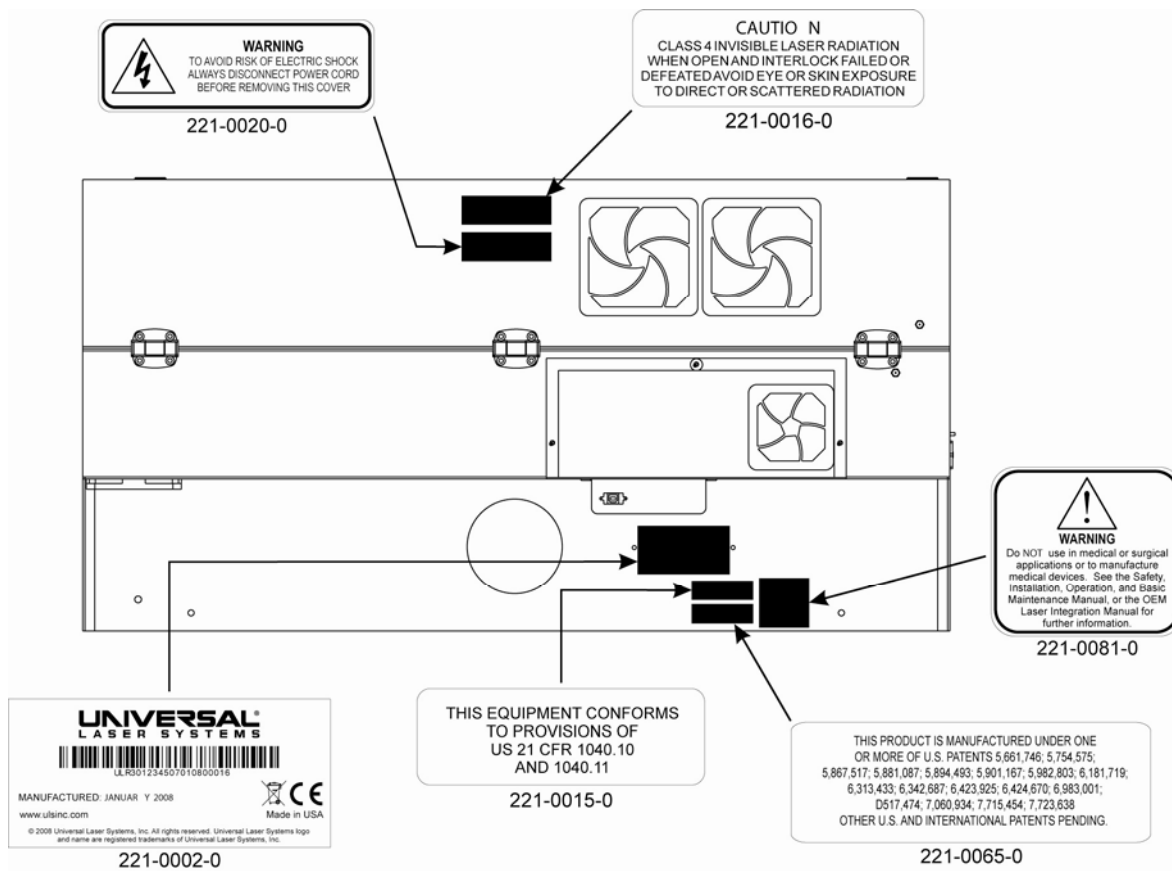 WARNING
TO AVOID RISK OF ELECTRIC SHOCK
ALWAYS DISCONNECT POWER CORD
BEFORE REMOVING THIS COVER
221-0020-0
CAUTIO N
CLASS 4 INVISIBLE LASER RADIATION
WHEN OPEN AND INTERLOCK FAILED OR
DEFEATED AVOID EYE OR SKIN EXPOSURE
TO DIRECT OR SCATTERED RADIATION
221-0016-0
WARNING
Do NOT use in medical or surgical
applications or to manufacture
medical devices. See the Safety,
Installation, Operation, and Basic
Maintenance Manual, or the OEM
Laser Integration Manual for
further information.
221-0081-0
UNIVERSAL®
LASER SYSTEMS
ULR301234507010800016
MANUFACTURED: JANUAR Y 2008
www.ulsinc.com
CE
Made in USA
© 2008 Universal Laser Systems, Inc. All rights reserved. Universal Laser Systems logo
and name are registered trademarks of Universal Laser Systems, Inc.
221-0002-0
THIS EQUIPMENT CONFORMS
TO PROVISIONS OF
US 21 CFR 1040.10
AND 1040.11
221-0015-0
THIS PRODUCT IS MANUFACTURED UNDER ONE
OR MORE OF U.S. PATENTS 5,661,746; 5,754,575;
5,867,517; 5,881,087; 5,894,493; 5,901,167; 5,982,803; 6,181,719;
6,313,433; 6,342,687; 6,423,925; 6,424,670; 6,983,001;
D517,474; 7,060,934; 7,715,454; 7,723,638
OTHER U.S. AND INTERNATIONAL PATENTS PENDING.
221-0065-0